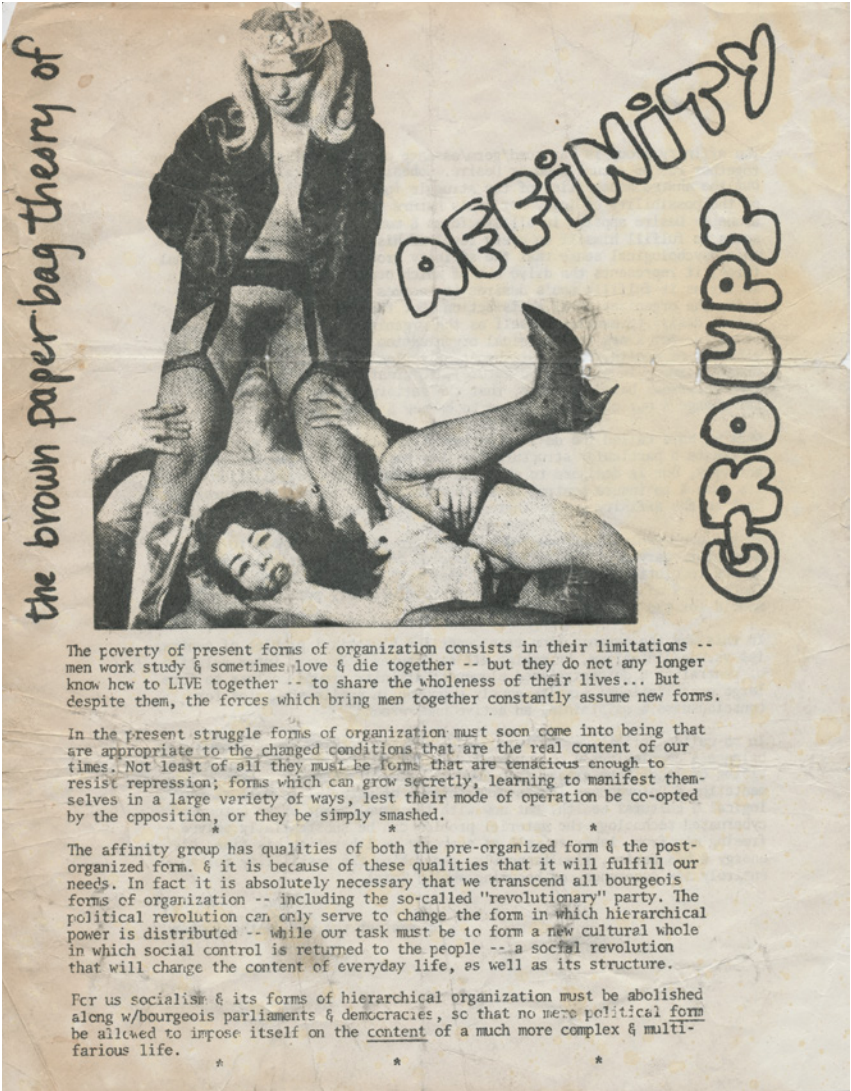 the brown paper bag theory of
AFFINITY
GROUPS
The poverty of present forms of organization consists in their limitations --
men work study & sometimes love & die together -- but they do not any longer
know how to LIVE together -- to share the wholeness of their lives... But
despite them, the forces which bring men together constantly assume new forms.
In the present struggle forms of organization must soon come into being that
are appropriate to the changed conditions that are the real content of our
times. Not least of all they must be forms that are tenacious enough to
resist repression; forms which can grow secretly, learning to manifest them-
selves in a large variety of ways, lest their mode of operation be co-opted
by the opposition, or they be simply smashed.
* * *
The affinity group has qualities of both the pre-organized form & the post-
organized form. & it is because of these qualities that it will fulfill our
needs. In fact it is absolutely necessary that we transcend all bourgeois
forms of organization -- including the so-called "revolutionary" party. The
political revolution can only serve to change the form in which hierarchical
power is distributed -- while our task must be to form a new cultural whole
in which social control is returned to the people -- a social revolution
that will change the content of everyday life, as well as its structure.
For us socialism & its forms of hierarchical organization must be abolished
along w/bourgeois parliaments & democracies, so that no mere political form
be allowed to impose itself on the content of a much more complex & multi-
farious life.
* * *